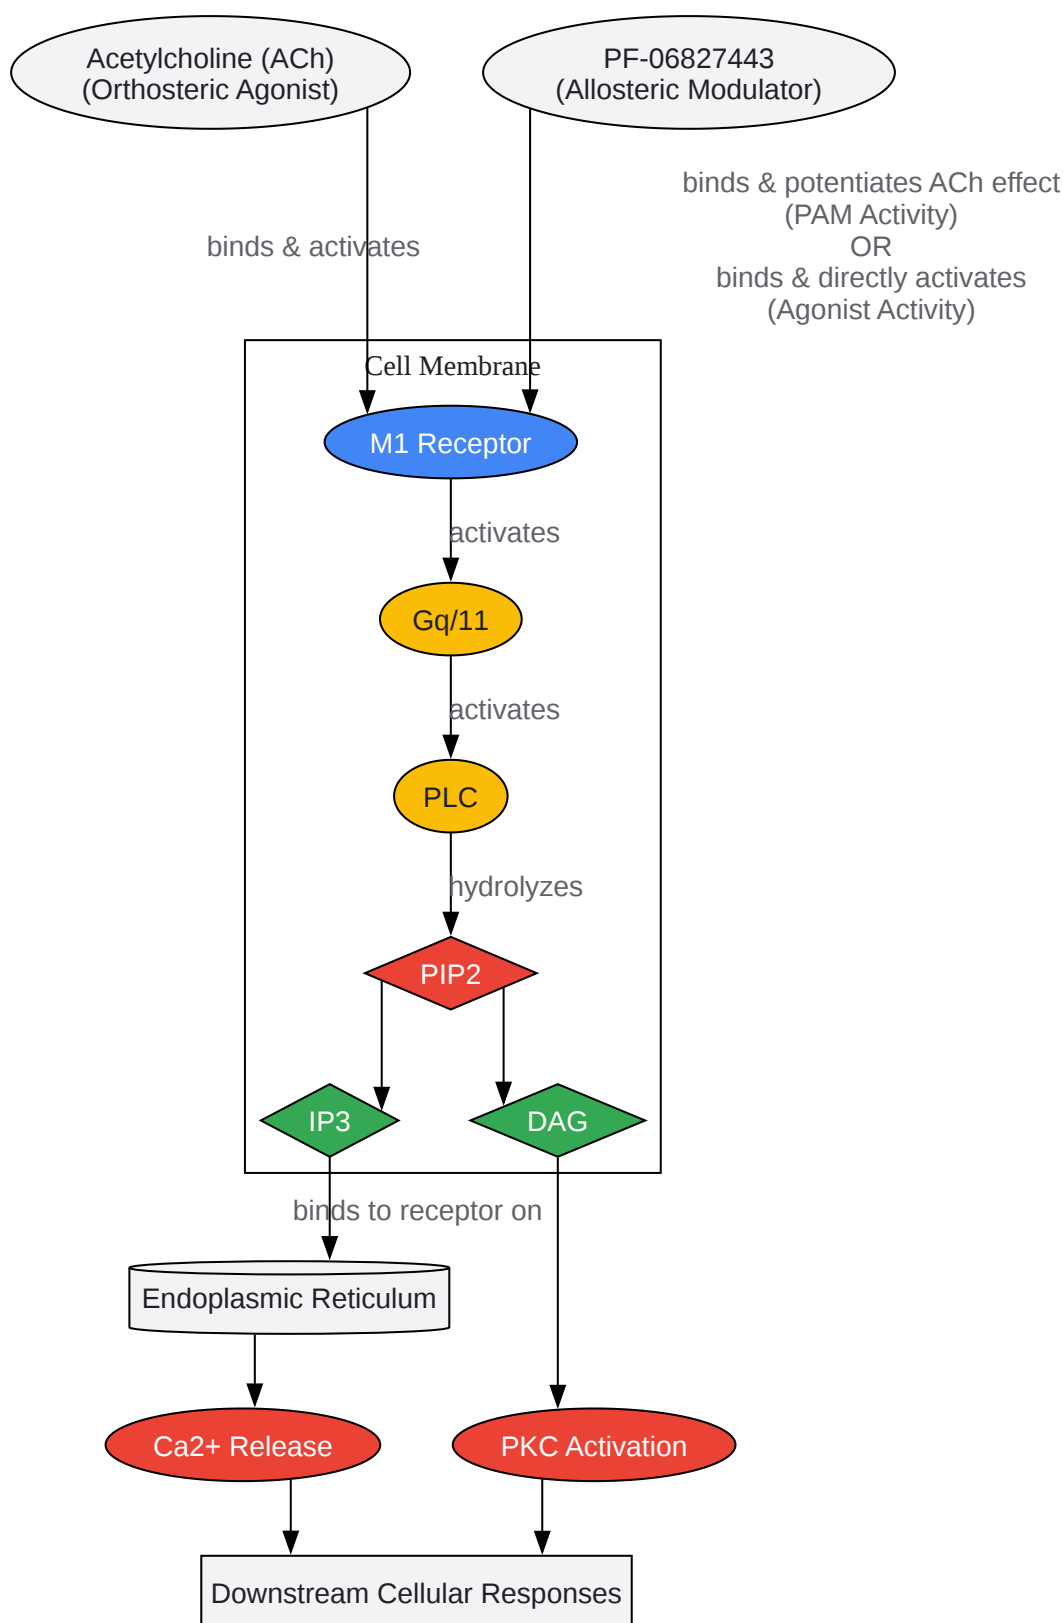 Acetylcholine (ACh)
(Orthosteric Agonist)
PF-06827443
(Allosteric Modulator)
binds & activates
binds & potentiates ACh effect
(PAM Activity)
OR
binds & directly activates
(Agonist Activity)
Cell Membrane
M1 Receptor
activates
Gq/11
activates
PLC
hydrolyzes
PIP2
IP3
DAG
binds to receptor on
Endoplasmic Reticulum
Ca2+ Release
PKC Activation
Downstream Cellular Responses